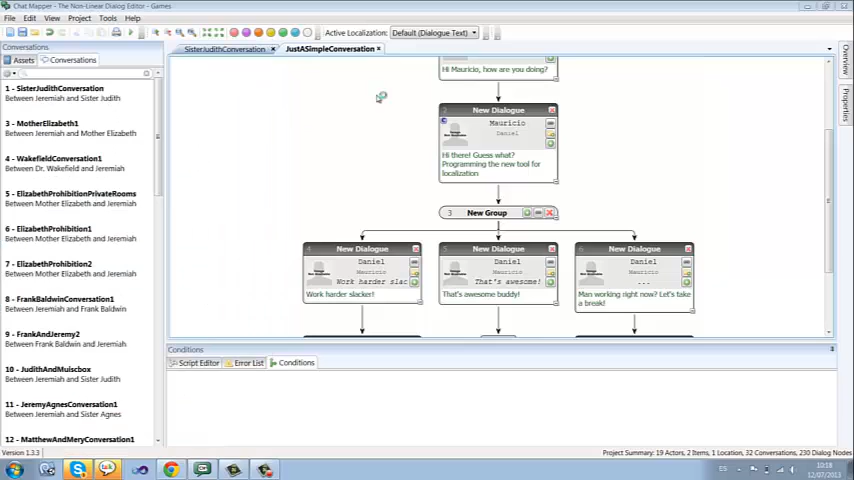 Chat Mapper - The Non-Linear Dialog Editor - Games
File Edit View Project Tools Help
Active Localization: Default (Dialogue Text)
Conversations
SisterJudithConversation × JustASimpleConversation ×
Assets Conversations
1 - SisterJudithConversation
Between Jeremiah and Sister Judith
3 - MotherElizabeth1
Between Jeremiah and Mother Elizabeth
4 - WakefieldConversation1
Between Dr. Wakefield and Jeremiah
5 - ElizabethProhibitionPrivateRooms
Between Mother Elizabeth and Jeremiah
6 - ElizabethProhibition1
Between Mother Elizabeth and Jeremiah
7 - ElizabethProhibition2
Between Mother Elizabeth and Jeremiah
8 - FrankBaldwinConversation1
Between Jeremiah and Frank Baldwin
9 - FrankAndJeremy2
Between Frank Baldwin and Jeremiah
10 - JudithAndMuiscbox
Between Jeremiah and Sister Judith
11 - JeremyAgnesConversation1
Between Jeremiah and Sister Agnes
12 - MatthewAndMeryConversation1
Hi Mauricio, how are you doing?
2 New Dialogue
Mauricio
Daniel
Hi there! Guess what?
Programming the new tool for
localization
3 New Group
4 New Dialogue
Daniel
Mauricio
Work harder slac
Work harder slacker!
5 New Dialogue
Daniel
Mauricio
That's awesome!
That's awesome buddy!
6 New Dialogue
Daniel
Mauricio
...
Man working right now? Let's take
a break!
Overview
Properties
Conditions
Script Editor Error List Conditions
Version 1.3.3
Project Summary: 19 Actors, 2 Items, 1 Location, 32 Conversations, 230 Dialog Nodes
ES
10:18
12/07/2013